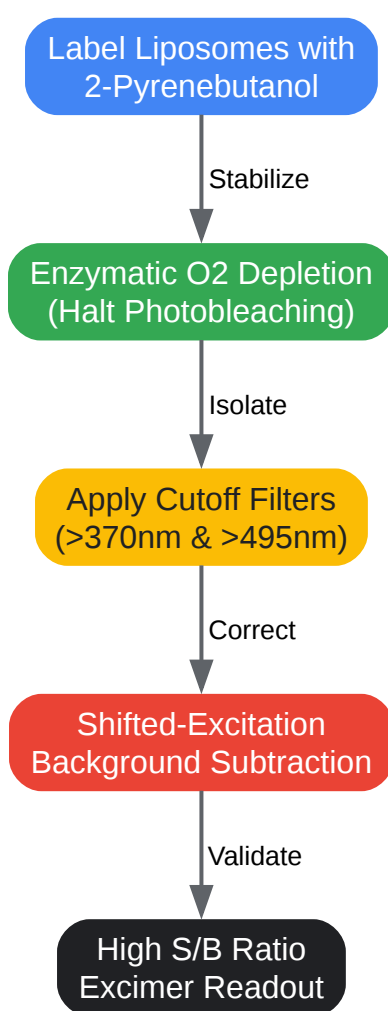 Label Liposomes with
2-Pyrenebutanol
Stabilize
Enzymatic O2 Depletion
(Halt Photobleaching)
Isolate
Apply Cutoff Filters
(>370nm & >495nm)
Correct
Shifted-Excitation
Background Subtraction
Validate
High S/B Ratio
Excimer Readout